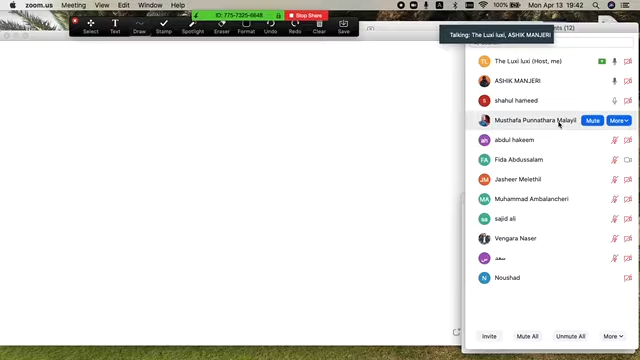 zoom.us Meeting View Edit Window Help
100% Mon Apr 13 19:42
ID: 775-7325-6648 Stop Share
Select Text Draw Stamp Spotlight Eraser Format Undo Redo Clear Save
Talking: The Luxi luxi, ASHIK MANJERI
The Luxi luxi (Host, me)
ASHIK MANJERI
shahul hameed
Musthafa Punnathara Malayil Mute More
abdul hakeem
Fida Abdussalam
Jasheer Melethil
Muhammad Ambalancheri
sajid ali
Vengara Naser
سعد
Noushad
Invite Mute All Unmute All More